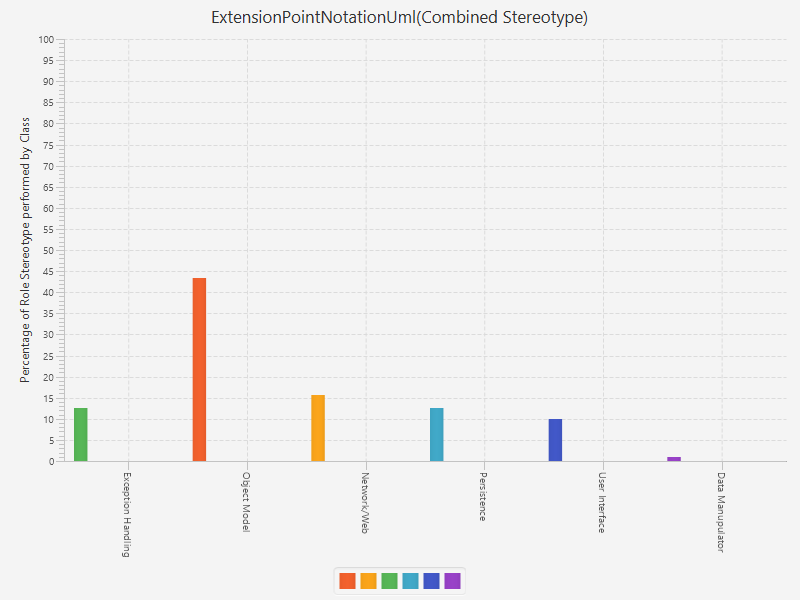 ExtensionPointNotationUml(Combined Stereotype)
Percentage of Role Stereotype performed by Class
100
95
90
85
80
75
70
65
60
55
50
45
40
35
30
25
20
15
10
5
0
Exception Handling
Object Model
Network/Web
Persistence
User Interface
Data Manupulator